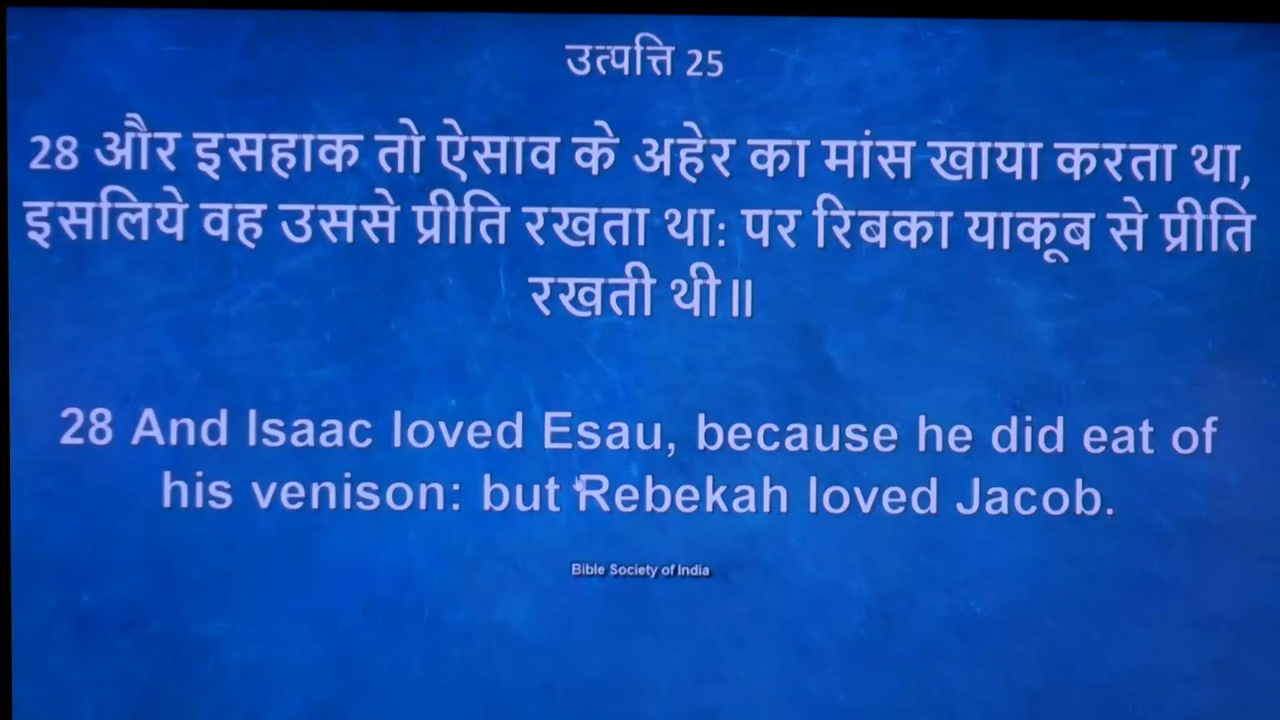 उत्पत्ति 25
28 और इसहाक तो ऐसाव के अहेर का मांस खाया करता था,
इसलिये वह उससे प्रीति रखता था: पर रिबका याकूब से प्रीति
रखती थी॥
28 And Isaac loved Esau, because he did eat of
his venison: but Rebekah loved Jacob.
Bible Society of India